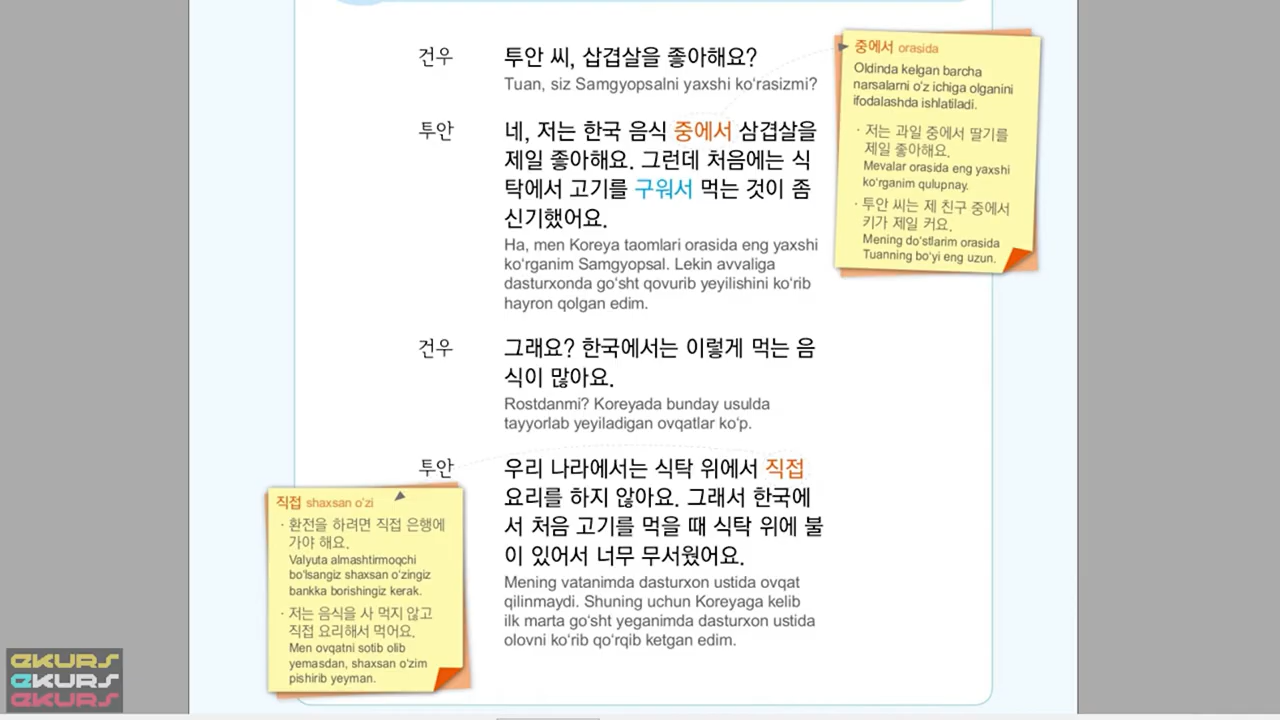 건우
투안 씨, 삽겹살을 좋아해요?
Tuan, siz Samgyopsalni yaxshi ko‘rasizmi?
투안
네, 저는 한국 음식 중에서 삼겹살을
제일 좋아해요. 그런데 처음에는 식
탁에서 고기를 구워서 먹는 것이 좀
신기했어요.
Ha, men Koreya taomlari orasida eng yaxshi
ko‘rganim Samgyopsal. Lekin avvaliga
dasturxonda go‘sht qovurib yeyilishini ko‘rib
hayron qolgan edim.
건우
그래요? 한국에서는 이렇게 먹는 음
식이 많아요.
Rostdanmi? Koreyada bunday usulda
tayyorlab yeyiladigan ovqatlar ko‘p.
투안
우리 나라에서는 식탁 위에서 직접
요리를 하지 않아요. 그래서 한국에
서 처음 고기를 먹을 때 식탁 위에 불
이 있어서 너무 무서웠어요.
Mening vatanimda dasturxon ustida ovqat
qilinmaydi. Shuning uchun Koreyaga kelib
ilk marta go‘sht yeganimda dasturxon ustida
olovni ko‘rib qo‘rqib ketgan edim.
중에서 orasida
Oldinda kelgan barcha
narsalarni o‘z ichiga olganini
ifodalashda ishlatiladi.
· 저는 과일 중에서 딸기를
제일 좋아해요.
Mevalar orasida eng yaxshi
ko‘rganim qulupnay.
· 투안 씨는 제 친구 중에서
키가 제일 커요.
Mening do‘stlarim orasida
Tuanning bo‘yi eng uzun.
직접 shaxsan o‘zi
· 환전을 하려면 직접 은행에
가야 해요.
Valyuta almashtirmoqchi
bo‘lsangiz shaxsan o‘zingiz
bankka borishingiz kerak.
· 저는 음식을 사 먹지 않고
직접 요리해서 먹어요.
Men ovqatni sotib olib
yemasdan, shaxsan o‘zim
pishirib yeyman.
eKURS
eKURS
eKURS